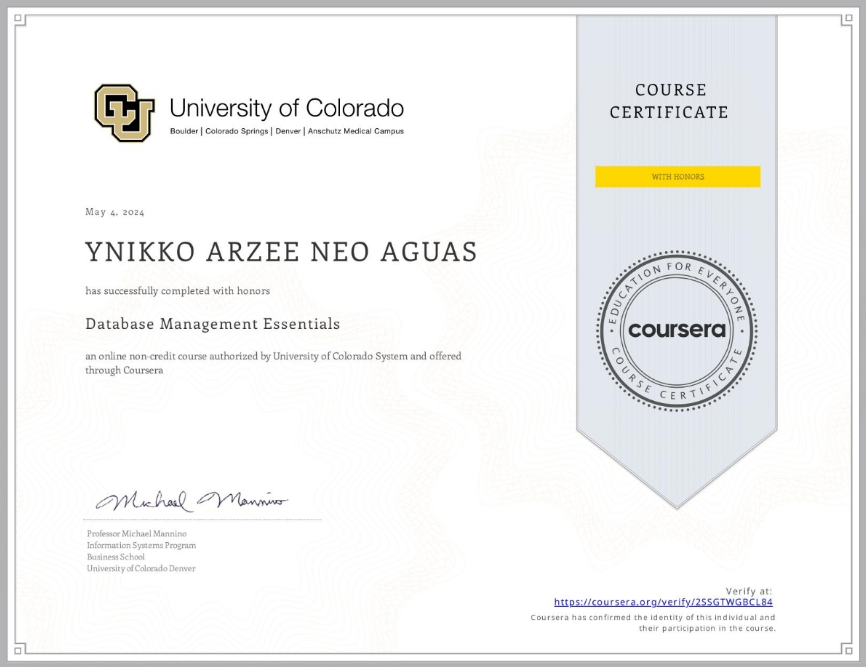 CU
University of Colorado
Boulder | Colorado Springs | Denver | Anschutz Medical Campus
COURSE
CERTIFICATE
WITH HONORS
May 4, 2024
YNIKKO ARZEE NEO AGUAS
has successfully completed with honors
Database Management Essentials
an online non-credit course authorized by University of Colorado System and offered
through Coursera
EDUCATION FOR EVERYONE
coursera
COURSE CERTIFICATE
Michael Mannino
Professor Michael Mannino
Information Systems Program
Business School
University of Colorado Denver
Verify at:
https://coursera.org/verify/2SSGTWGBCL84
Coursera has confirmed the identity of this individual and
their participation in the course.